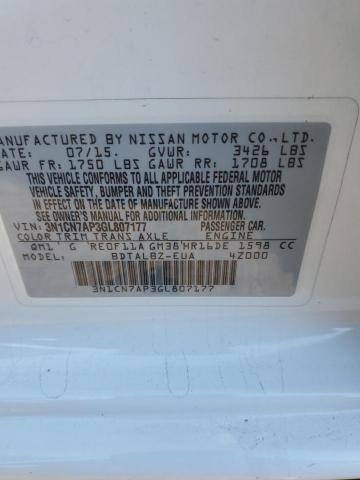 MANUFACTURED BY NISSAN MOTOR CO., LTD.
DATE: 07/15. GVWR: 3426 LBS
GAWR FR: 1750 LBS GAWR RR: 1708 LBS
THIS VEHICLE CONFORMS TO ALL APPLICABLE FEDERAL MOTOR
VEHICLE SAFETY, BUMPER AND THEFT PREVENTION STANDARDS
IN EFFECT ON THE DATE OF MANUFACTURE SHOWN ABOVE.
SEE OWNER'S MANUAL FOR ADDITIONAL INFORMATION
VIN: 3N1CN7AP3GL807177 PASSENGER CAR.
COLOR TRIM TRANS AXLE ENGINE
QM1 G RE0F11A GM38 HR16DE 1598 CC
BDTALBZ-EUA 4Z000
3N1CN7AP3GL807177